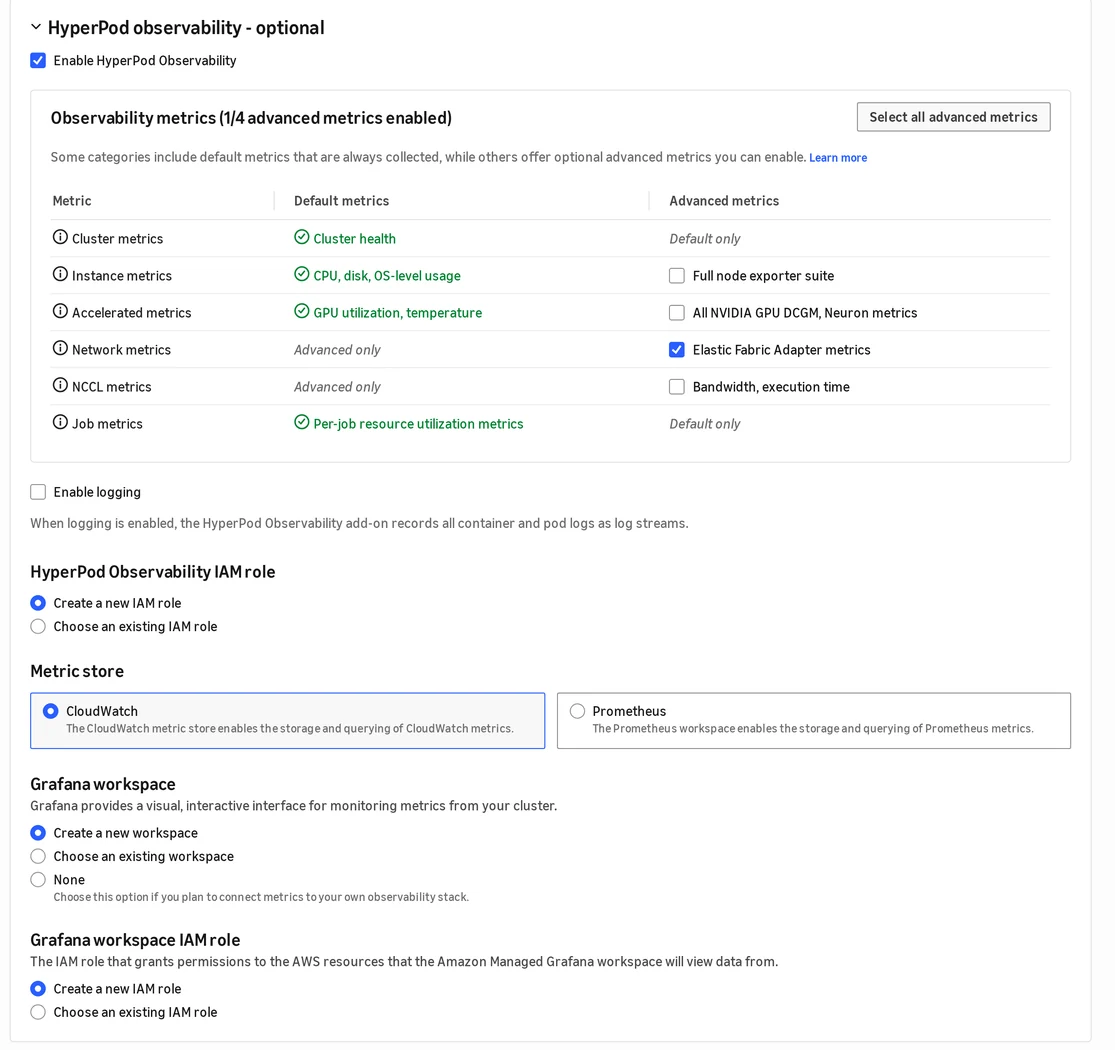 HyperPod observability - optional
Enable HyperPod Observability
Observability metrics (1/4 advanced metrics enabled)
Select all advanced metrics
Some categories include default metrics that are always collected, while others offer optional advanced metrics you can enable. Learn more
Metric Default metrics Advanced metrics
Cluster metrics Cluster health Default only
Instance metrics CPU, disk, OS-level usage Full node exporter suite
Accelerated metrics GPU utilization, temperature All NVIDIA GPU DCGM, Neuron metrics
Network metrics Advanced only Elastic Fabric Adapter metrics
NCCL metrics Advanced only Bandwidth, execution time
Job metrics Per-job resource utilization metrics Default only
Enable logging
When logging is enabled, the HyperPod Observability add-on records all container and pod logs as log streams.
HyperPod Observability IAM role
Create a new IAM role
Choose an existing IAM role
Metric store
CloudWatch
The CloudWatch metric store enables the storage and querying of CloudWatch metrics.
Prometheus
The Prometheus workspace enables the storage and querying of Prometheus metrics.
Grafana workspace
Grafana provides a visual, interactive interface for monitoring metrics from your cluster.
Create a new workspace
Choose an existing workspace
None
Choose this option if you plan to connect metrics to your own observability stack.
Grafana workspace IAM role
The IAM role that grants permissions to the AWS resources that the Amazon Managed Grafana workspace will view data from.
Create a new IAM role
Choose an existing IAM role